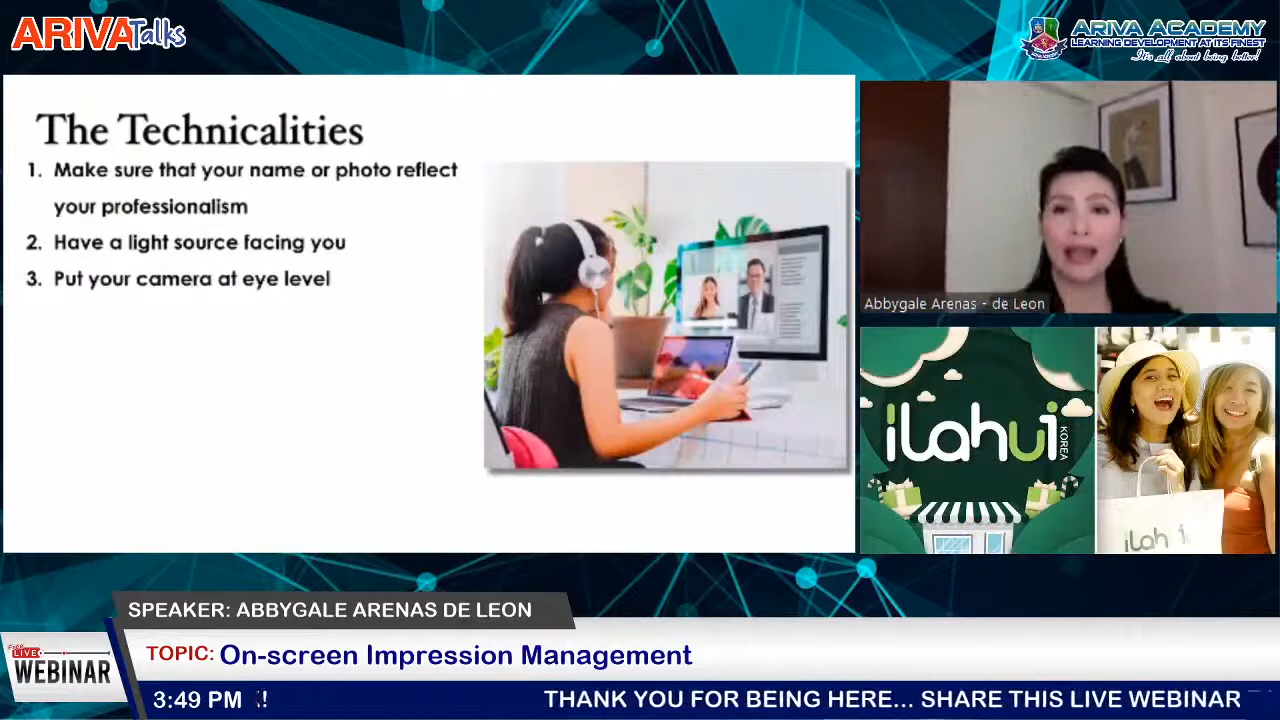 ARIVATalks
ARIVA ACADEMY
LEARNING DEVELOPMENT AT ITS FINEST
It's all about being better!
The Technicalities
1. Make sure that your name or photo reflect
your professionalism
2. Have a light source facing you
3. Put your camera at eye level
Abbygale Arenas - de Leon
ilahui
KOREA
ilahui
SPEAKER: ABBYGALE ARENAS DE LEON
Free
LIVE
WEBINAR
TOPIC: On-screen Impression Management
3:49 PM !! THANK YOU FOR BEING HERE... SHARE THIS LIVE WEBINAR